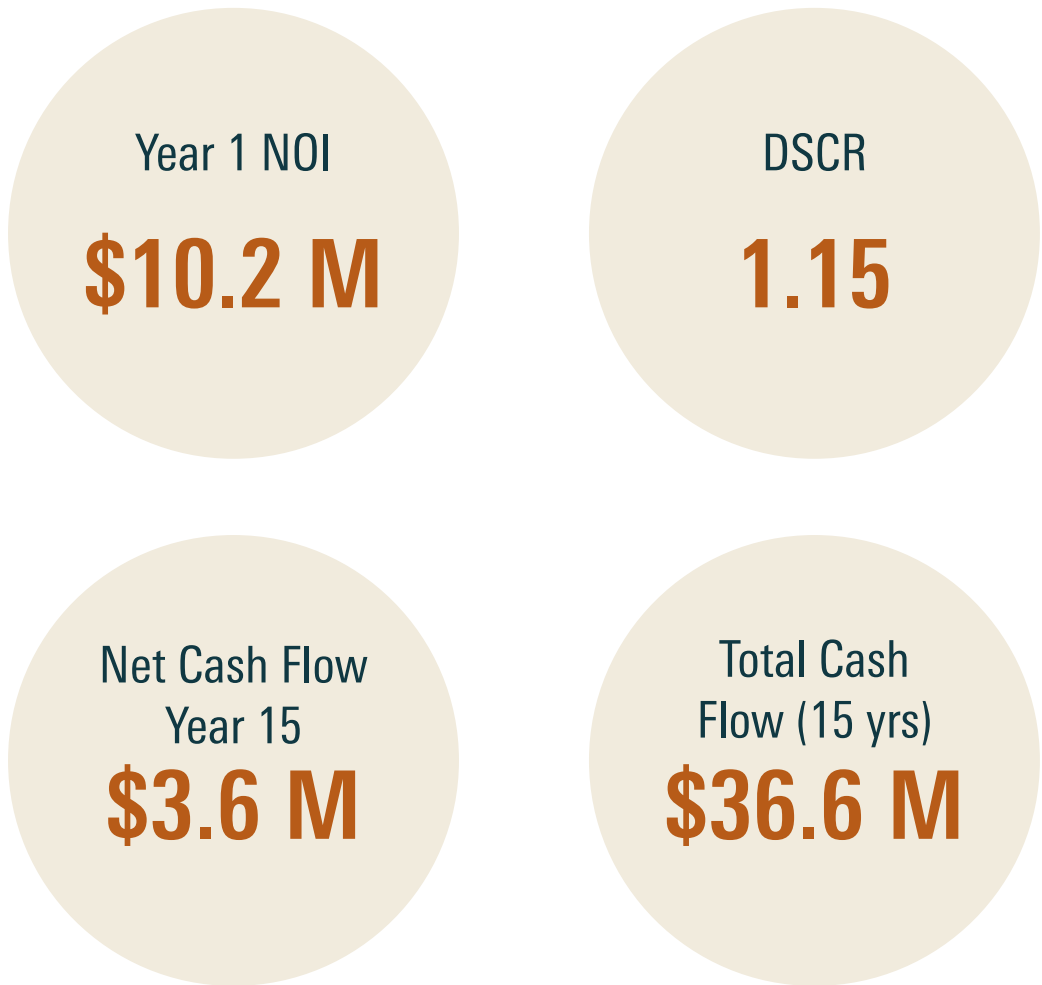 Year 1 NOI
$10.2 M
DSCR
1.15
Net Cash Flow
Year 15
$3.6 M
Total Cash
Flow (15 yrs)
$36.6 M